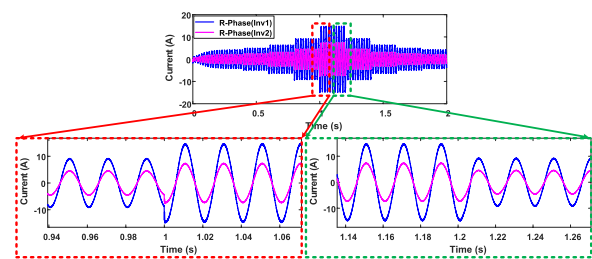 20
10
0
-10
-20
Current (A)
R-Phase(Inv1)
R-Phase(Inv2)
0 0.5 1 1.5 2
Time (s)
10
0
-10
Current (A)
0.94 0.96 0.98 1 1.02 1.04 1.06
Time (s)
10
0
-10
Current (A)
1.14 1.16 1.18 1.2 1.22 1.24 1.26
Time (s)